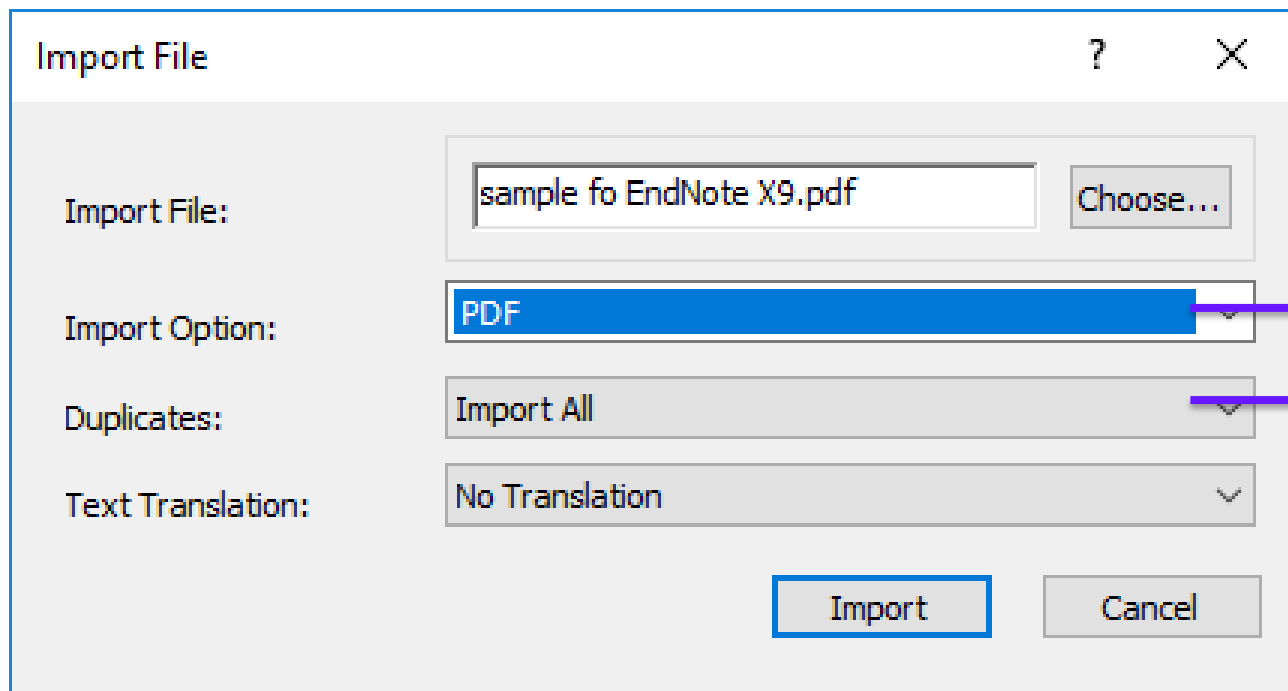 Import File
?
Import File:
sample fo EndNote X9.pdf
Choose...
Import Option:
PDF
Duplicates:
Import All
Text Translation:
No Translation
Import
Cancel